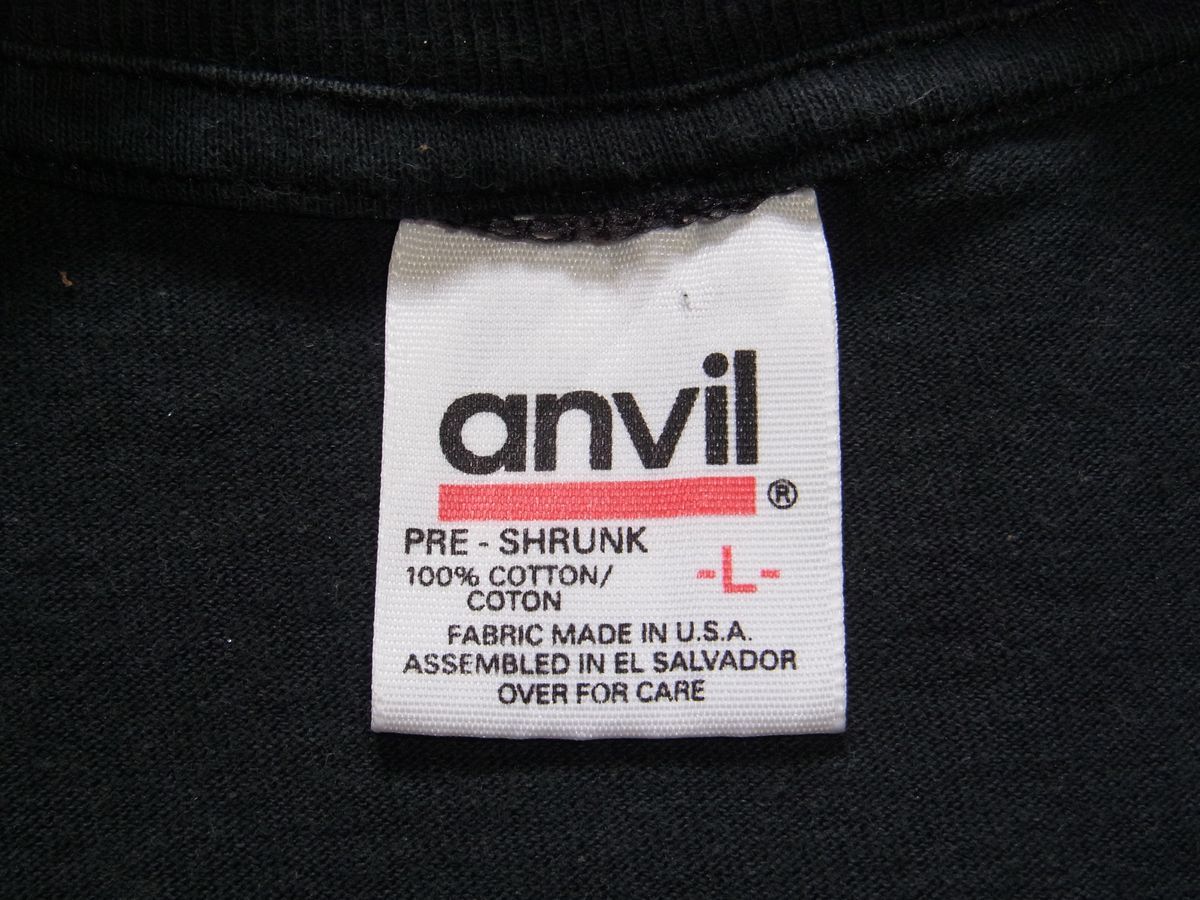 anvil
®
PRE - SHRUNK
-L-
100% COTTON/
COTON
FABRIC MADE IN U.S.A.
ASSEMBLED IN EL SALVADOR
OVER FOR CARE